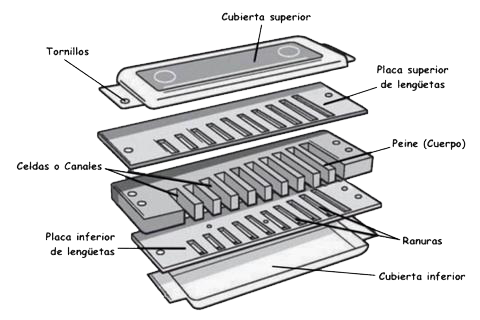 Cubierta superior
Tornillos
Placa superior
de lengüetas
Peine (Cuerpo)
Celdas o Canales
Placa inferior
de lengüetas
Ranuras
Cubierta inferior